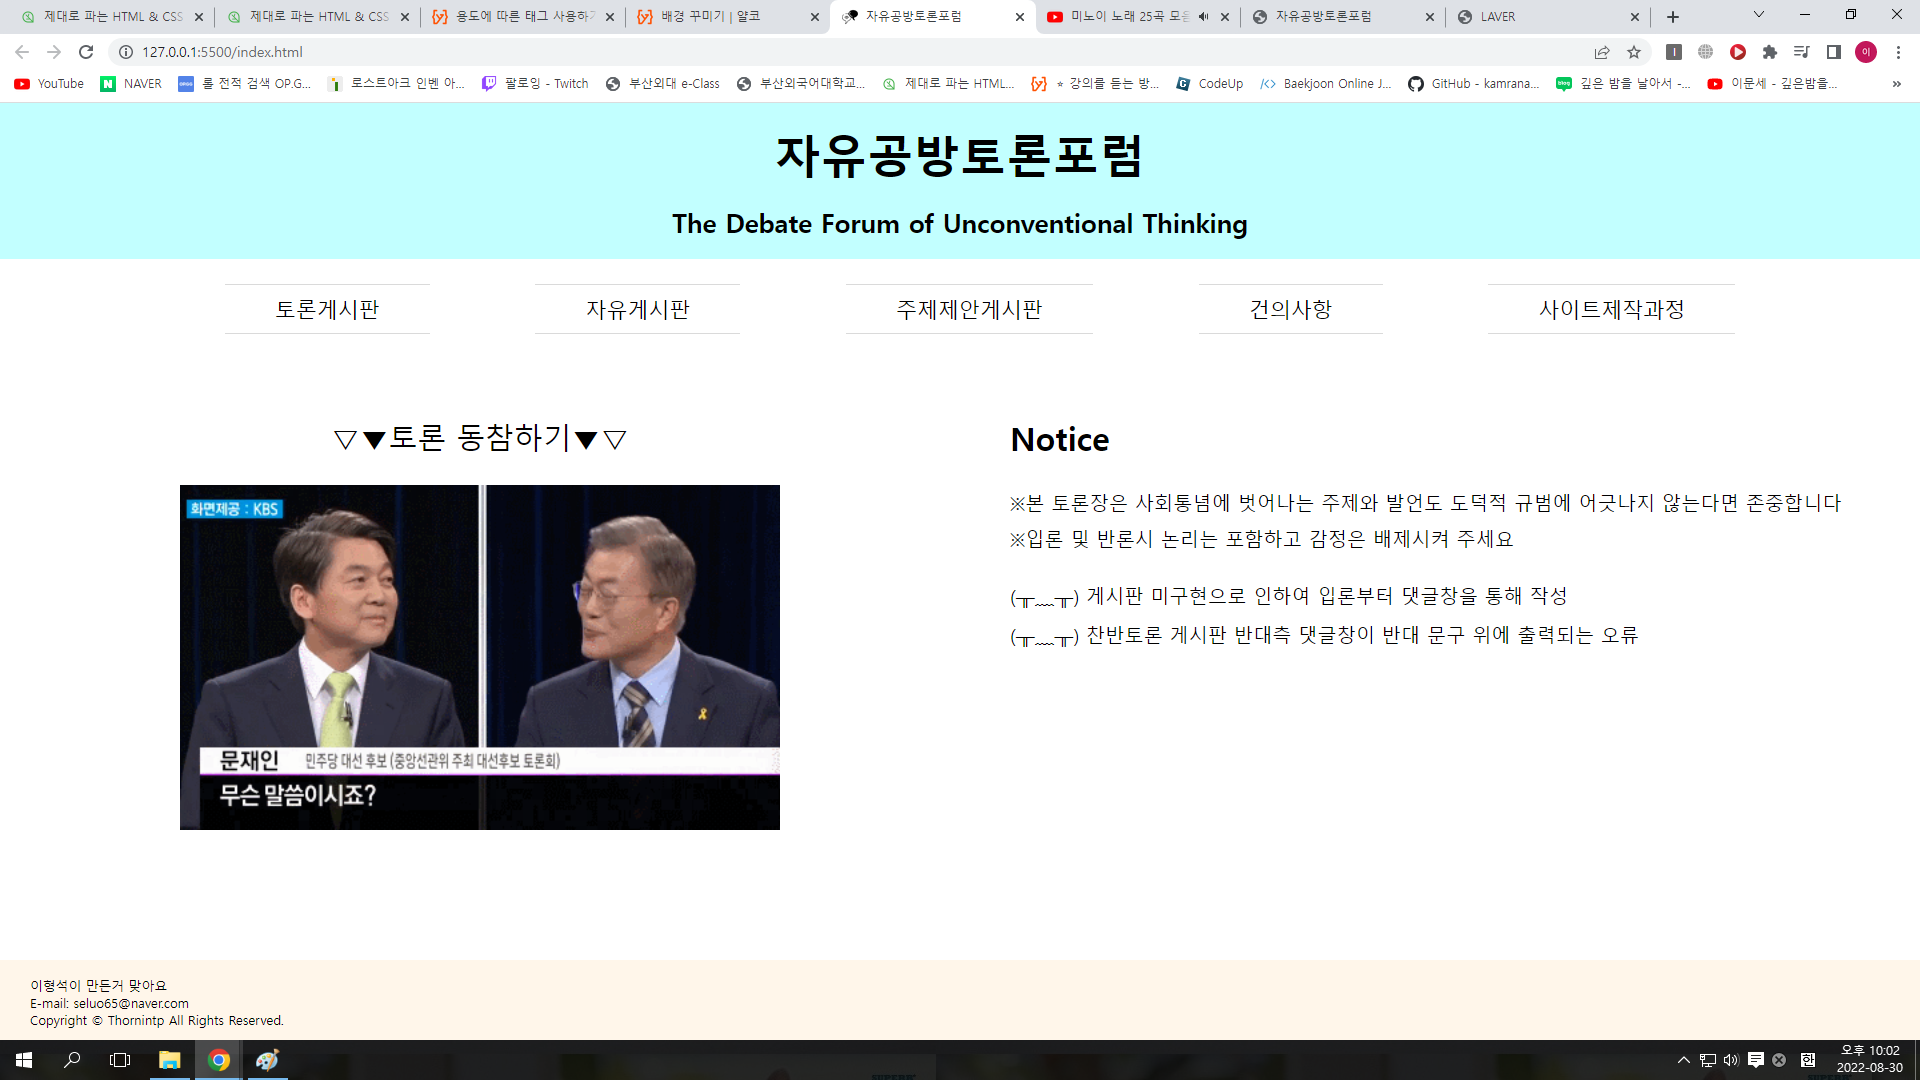 제대로 파는 HTML & CSS
제대로 파는 HTML & CSS
용도에 따른 태그 사용하기
배경 꾸미기 | 얄코
자유공방토론포럼
미노이 노래 25곡 모음
자유공방토론포럼
LAVER
127.0.0.1:5500/index.html
이
YouTube
NAVER
롤 전적 검색 OP.G...
로스트아크 인벤 아...
팔로잉 - Twitch
부산외대 e-Class
부산외국어대학교...
제대로 파는 HTML...
⭐ 강의를 듣는 방...
CodeUp
Baekjoon Online J...
GitHub - kamrana...
깊은 밤을 날아서 -...
이문세 - 깊은밤을...
»
자유공방토론포럼
The Debate Forum of Unconventional Thinking
토론게시판
자유게시판
주제제안게시판
건의사항
사이트제작과정
▽▼토론 동참하기▼▽
화면제공 : KBS
문재인 민주당 대선 후보 (중앙선관위 주최 대선후보 토론회)
무슨 말씀이시죠?
Notice
※본 토론장은 사회통념에 벗어나는 주제와 발언도 도덕적 규범에 어긋나지 않는다면 존중합니다
※입론 및 반론시 논리는 포함하고 감정은 배제시켜 주세요
(╥﹏╥) 게시판 미구현으로 인하여 입론부터 댓글창을 통해 작성
(╥﹏╥) 찬반토론 게시판 반대측 댓글창이 반대 문구 위에 출력되는 오류
이형석이 만든거 맞아요
E-mail: seluo65@naver.com
Copyright © Thornintp All Rights Reserved.
한
오후 10:02
2022-08-30